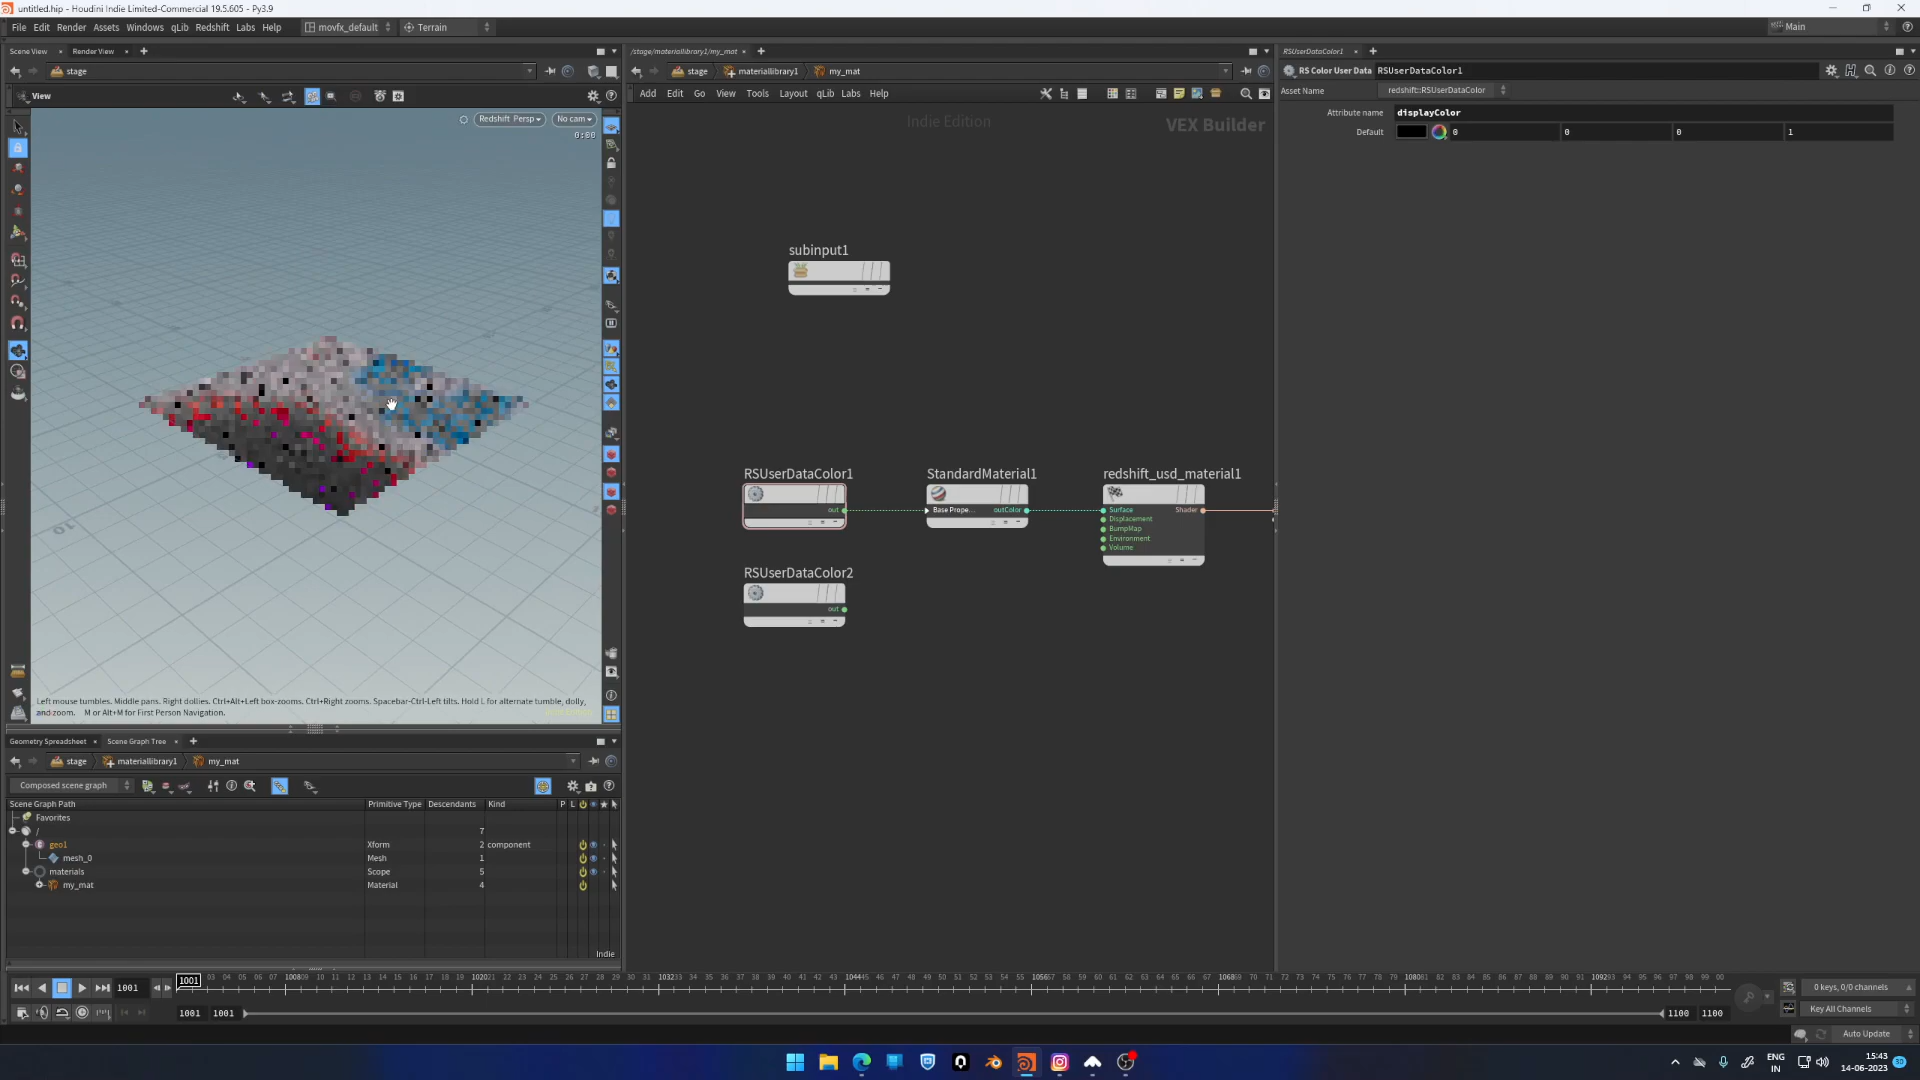 untitled.hip - Houdini Indie Limited-Commercial 19.5.605 - Py3.9
File Edit Render Assets Windows qLib Redshift Labs Help movfx_default Terrain Main
Scene View Render View
stage
View
Redshift Persp No cam
0:00
Left mouse tumbles. Middle pans. Right dollies. Ctrl+Alt+Left box-zooms. Ctrl+Right zooms. Spacebar-Ctrl-Left tilts. Hold L for alternate tumble, dolly,
and zoom. M or Alt+M for First Person Navigation.
Geometry Spreadsheet Scene Graph Tree
stage materiallibrary1 my_mat
Composed scene graph
Scene Graph Path Primitive Type Descendants Kind P L
Favorites
/ 7
geo1 Xform 2 component
mesh_0 Mesh 1
materials Scope 5
my_mat Material 4
Indie
/stage/materiallibrary1/my_mat
stage materiallibrary1 my_mat
Add Edit Go View Tools Layout qLib Labs Help
Indie Edition VEX Builder
subinput1
RSUserDataColor1
out
StandardMaterial1
Base Prope... outColor
redshift_usd_material1
Surface Shader
Displacement
BumpMap
Environment
Volume
RSUserDataColor2
out
RSUserDataColor1
RS Color User Data RSUserDataColor1
Asset Name redshift::RSUserDataColor
Attribute name displayColor
Default 0 0 0 1
1001
1001
1001 1001
1100 1100
0 keys, 0/0 channels
Key All Channels
Auto Update
ENG
IN
15:43
14-06-2023
30